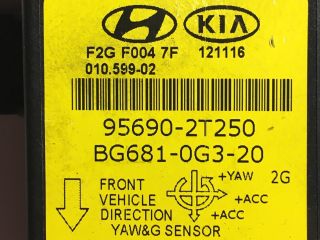 KIA
F2G F004 7F 121116
010.599-02
95690-2T250
BG681-0G3-20
FRONT
VEHICLE
DIRECTION
+YAW 2G
+ACC
+ACC
YAW&G SENSOR